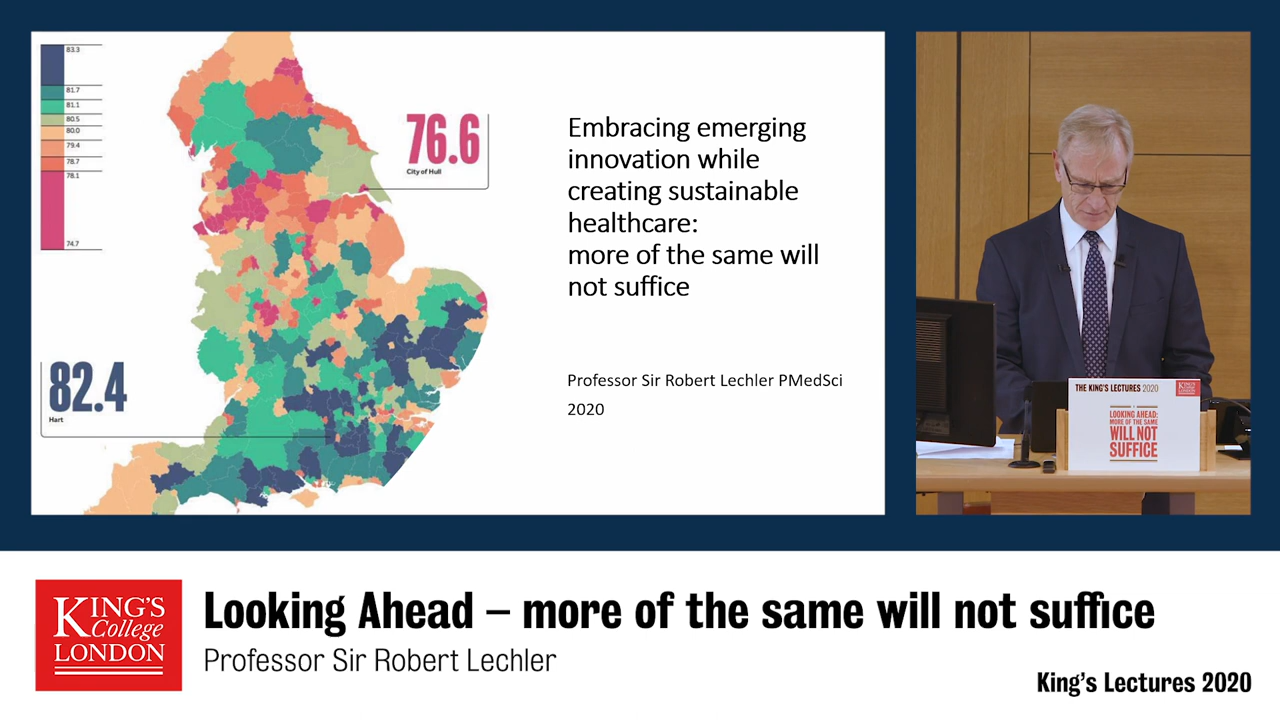 83.3
81.7
81.1
80.5
80.0
79.4
78.7
78.1
74.7
76.6
City of Hull
82.4
Hart
Embracing emerging
innovation while
creating sustainable
healthcare:
more of the same will
not suffice
Professor Sir Robert Lechler PMedSci
2020
THE KING'S LECTURES 2020
KING'S
College
LONDON
LOOKING AHEAD:
MORE OF THE SAME
WILL NOT
SUFFICE
KING'S
College
LONDON
Looking Ahead – more of the same will not suffice
Professor Sir Robert Lechler
King's Lectures 2020